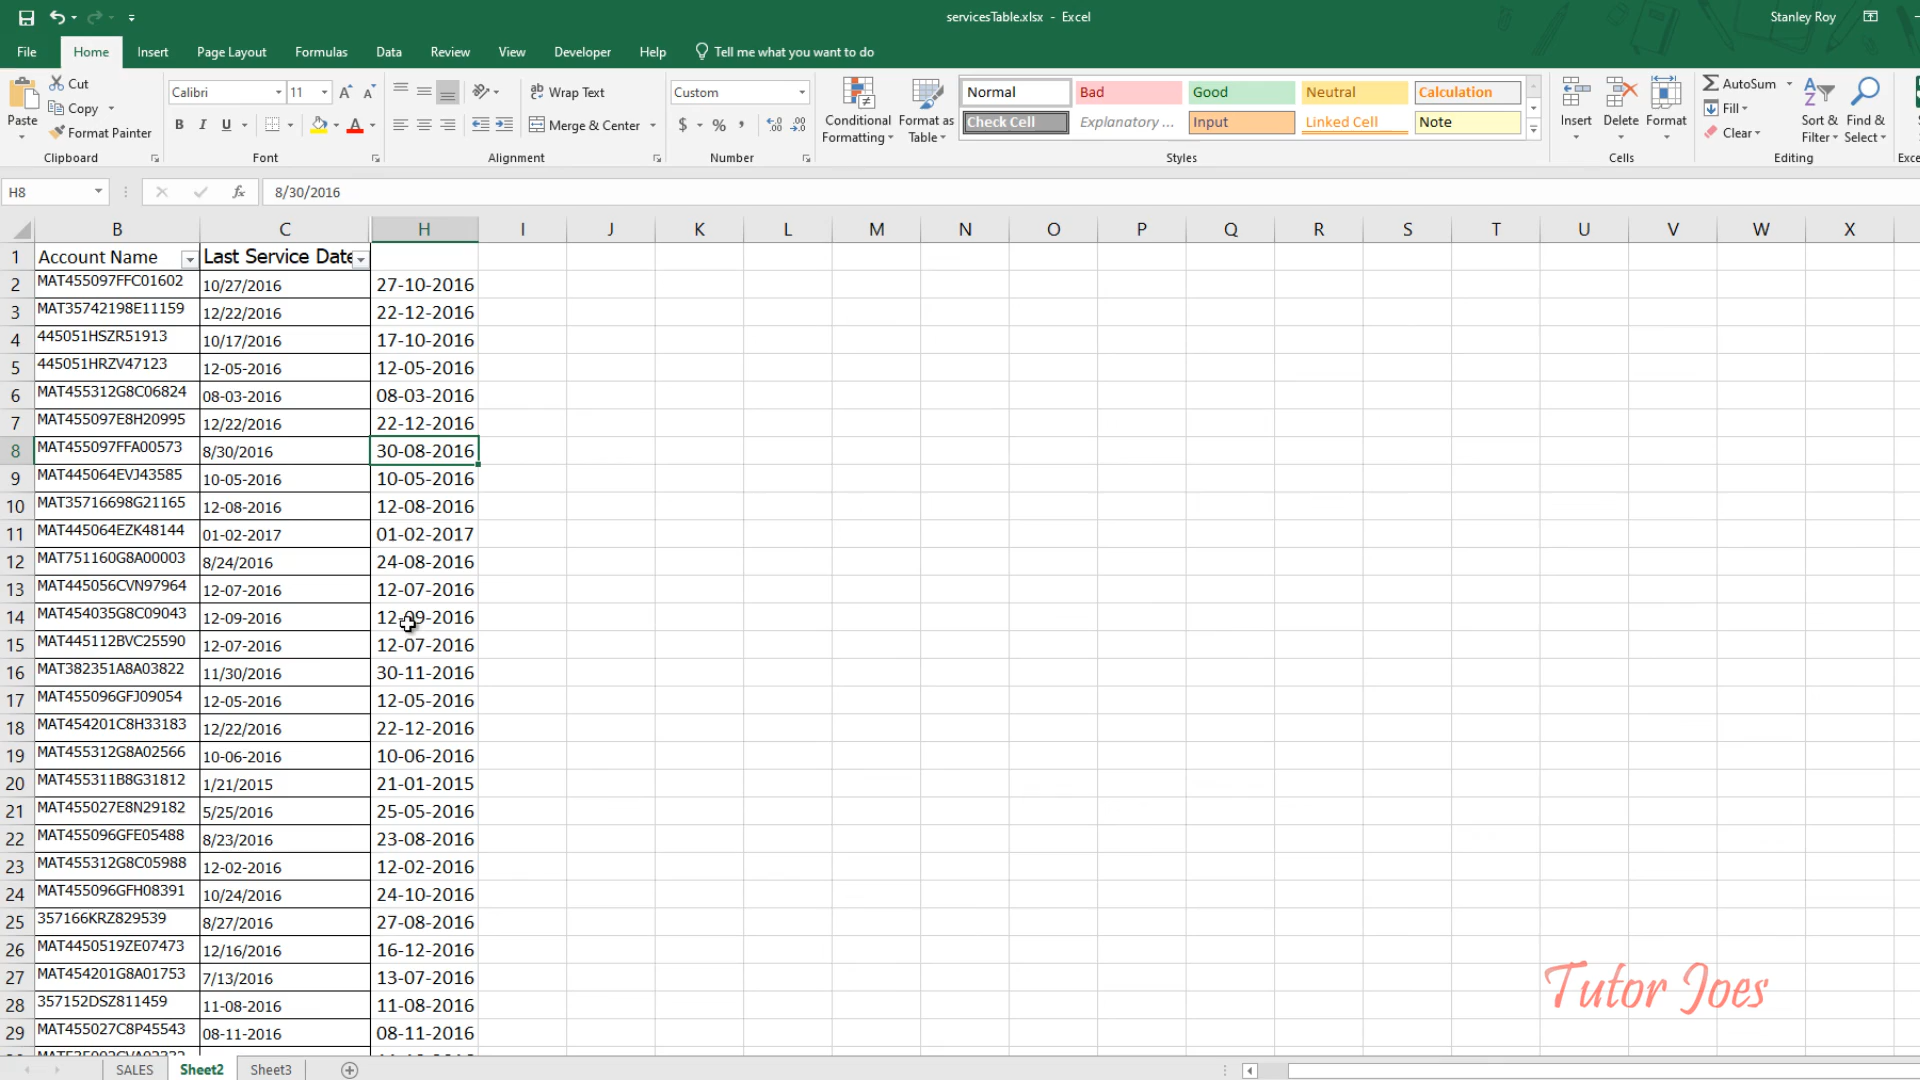 servicesTable.xlsx - Excel
Stanley Roy
File Home Insert Page Layout Formulas Data Review View Developer Help Tell me what you want to do
Paste
Cut
Copy
Format Painter
Clipboard
Calibri 11
B I U
Font
Wrap Text
Merge & Center
Alignment
Custom
$ % ,
Number
Conditional Formatting
Format as Table
Normal Bad Good Neutral Calculation
Check Cell Explanatory ... Input Linked Cell Note
Styles
Insert Delete Format
Cells
AutoSum
Fill
Clear
Sort & Filter
Find & Select
Editing
H8 fx 8/30/2016
B C H I J K L M N O P Q R S T U V W X
1 Account Name Last Service Date
2 MAT455097FFC01602 10/27/2016 27-10-2016
3 MAT35742198E11159 12/22/2016 22-12-2016
4 445051HSZR51913 10/17/2016 17-10-2016
5 445051HRZV47123 12-05-2016 12-05-2016
6 MAT455312G8C06824 08-03-2016 08-03-2016
7 MAT455097E8H20995 12/22/2016 22-12-2016
8 MAT455097FFA00573 8/30/2016 30-08-2016
9 MAT445064EVJ43585 10-05-2016 10-05-2016
10 MAT35716698G21165 12-08-2016 12-08-2016
11 MAT445064EZK48144 01-02-2017 01-02-2017
12 MAT751160G8A00003 8/24/2016 24-08-2016
13 MAT445056CVN97964 12-07-2016 12-07-2016
14 MAT454035G8C09043 12-09-2016 12-09-2016
15 MAT445112BVC25590 12-07-2016 12-07-2016
16 MAT382351A8A03822 11/30/2016 30-11-2016
17 MAT455096GFJ09054 12-05-2016 12-05-2016
18 MAT454201C8H33183 12/22/2016 22-12-2016
19 MAT455312G8A02566 10-06-2016 10-06-2016
20 MAT455311B8G31812 1/21/2015 21-01-2015
21 MAT455027E8N29182 5/25/2016 25-05-2016
22 MAT455096GFE05488 8/23/2016 23-08-2016
23 MAT455312G8C05988 12-02-2016 12-02-2016
24 MAT455096GFH08391 10/24/2016 24-10-2016
25 357166KRZ829539 8/27/2016 27-08-2016
26 MAT4450519ZE07473 12/16/2016 16-12-2016
27 MAT454201G8A01753 7/13/2016 13-07-2016
28 357152DSZ811459 11-08-2016 11-08-2016
29 MAT455027C8P45543 08-11-2016 08-11-2016
Tutor Joes
SALES Sheet2 Sheet3